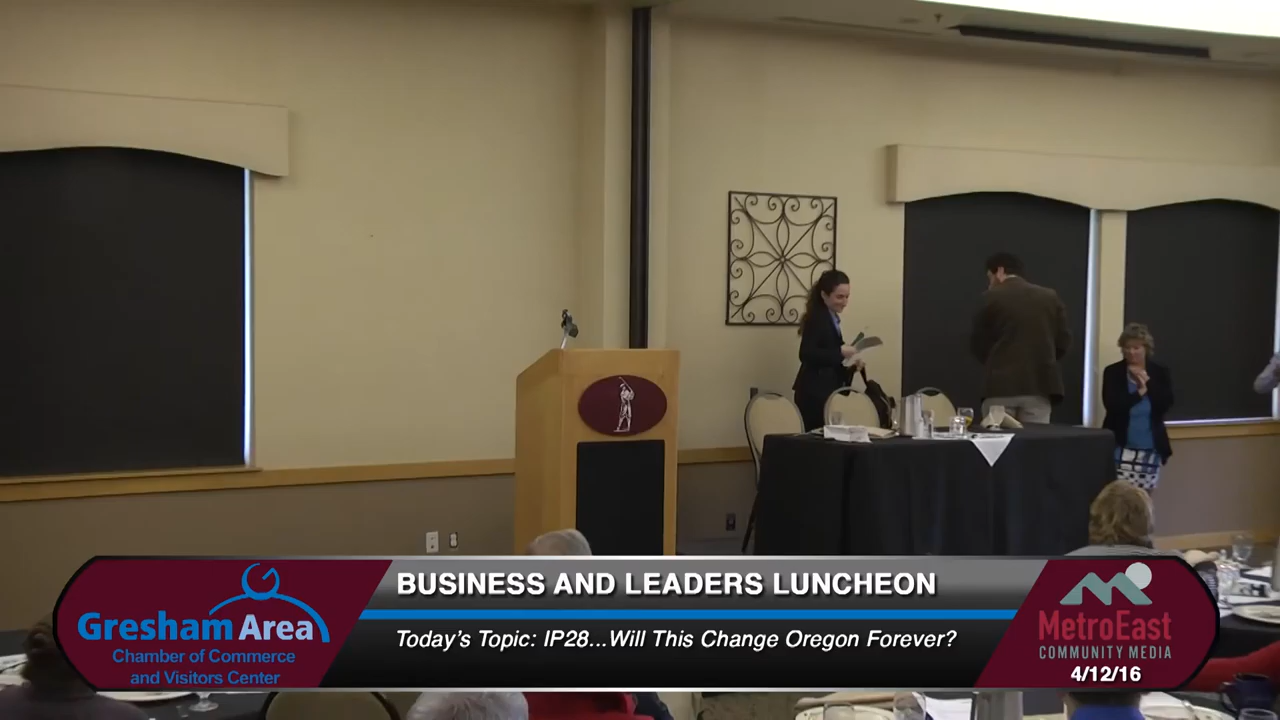 BUSINESS AND LEADERS LUNCHEON
Today's Topic: IP28...Will This Change Oregon Forever?
Gresham Area
Chamber of Commerce
and Visitors Center
MetroEast
COMMUNITY MEDIA
4/12/16